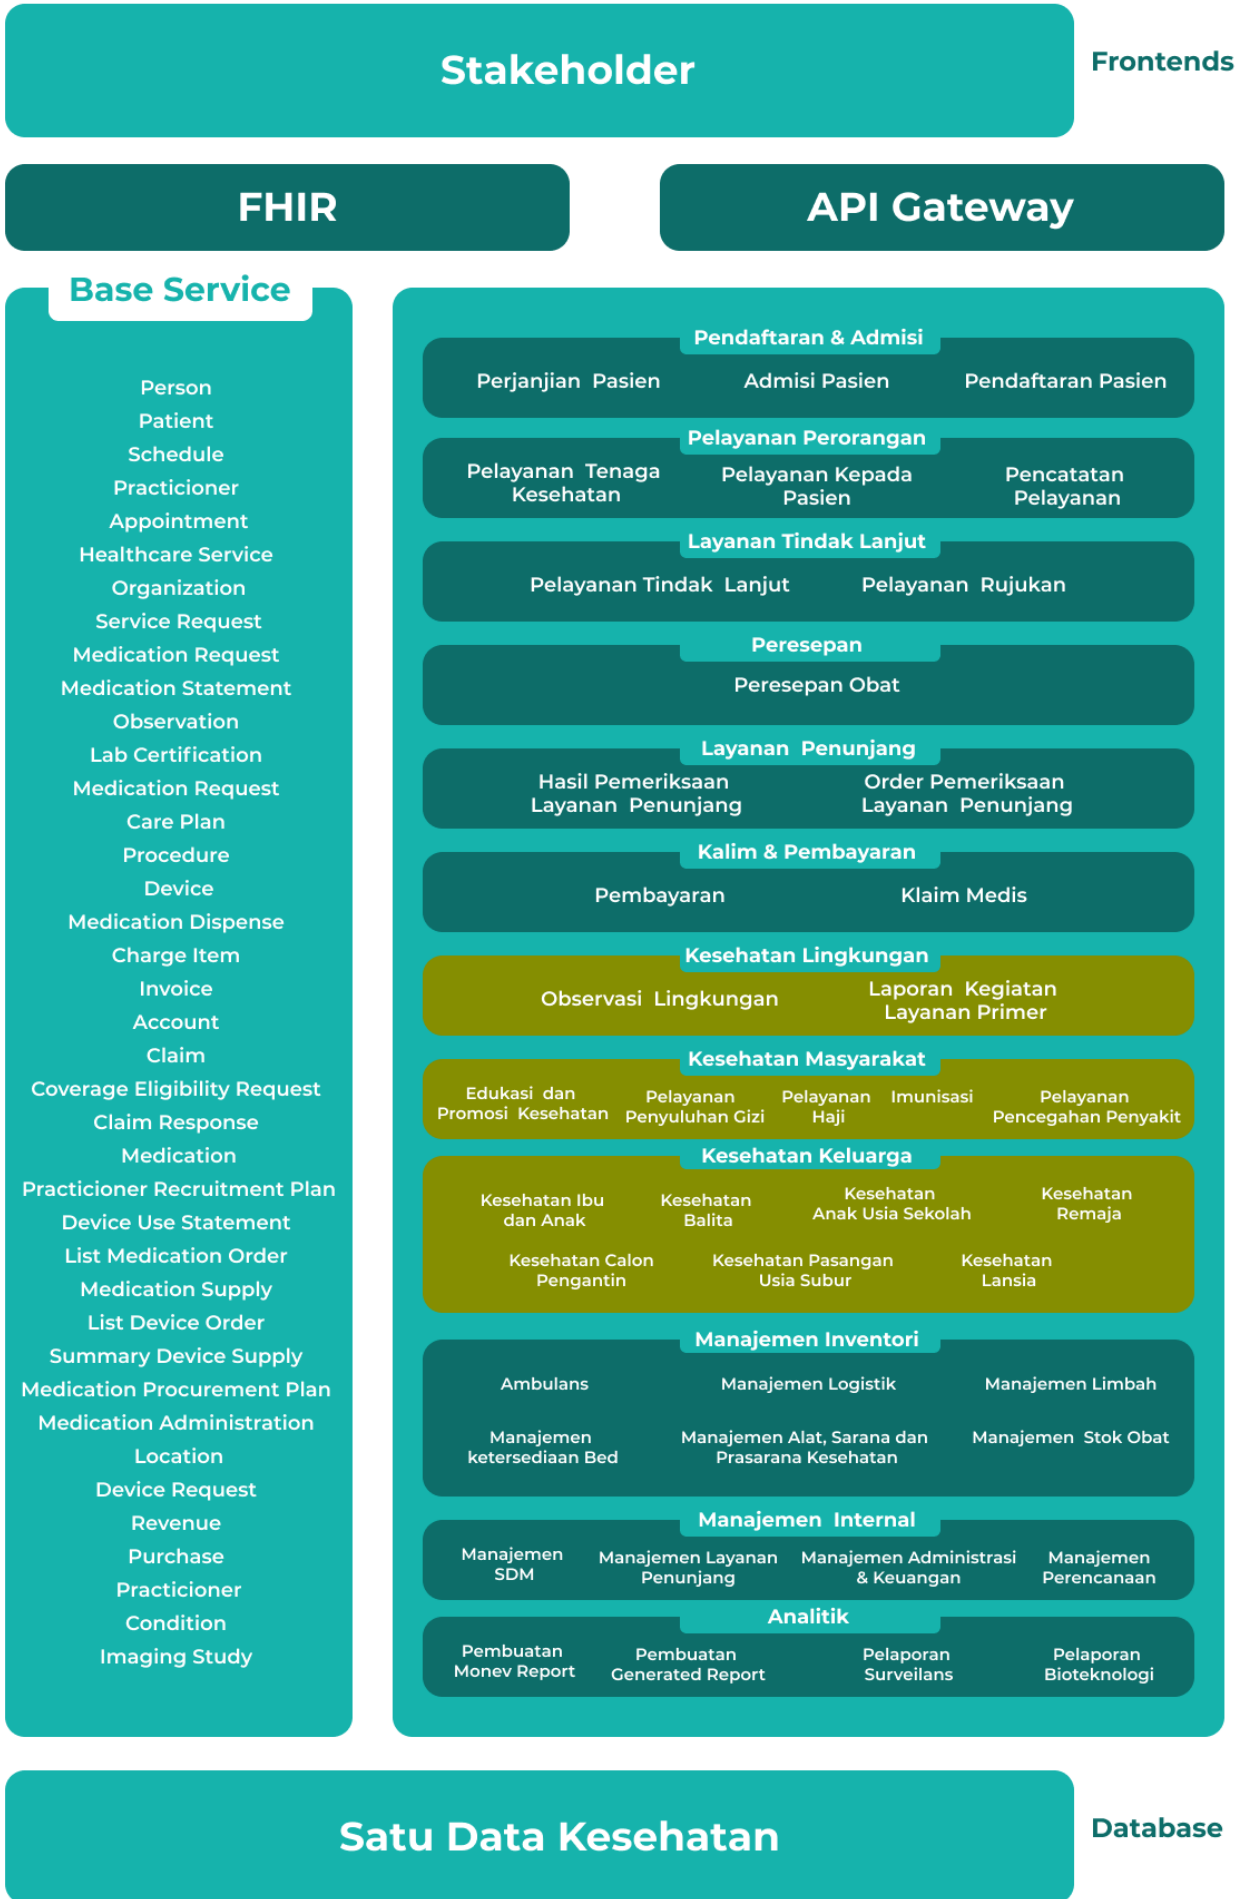 Stakeholder
Frontends
FHIR
API Gateway
Base Service
Person
Patient
Schedule
Practicioner
Appointment
Healthcare Service
Organization
Service Request
Medication Request
Medication Statement
Observation
Lab Certification
Medication Request
Care Plan
Procedure
Device
Medication Dispense
Charge Item
Invoice
Account
Claim
Coverage Eligibility Request
Claim Response
Medication
Practicioner Recruitment Plan
Device Use Statement
List Medication Order
Medication Supply
List Device Order
Summary Device Supply
Medication Procurement Plan
Medication Administration
Location
Device Request
Revenue
Purchase
Practicioner
Condition
Imaging Study
Pendaftaran & Admisi
Perjanjian Pasien
Admisi Pasien
Pendaftaran Pasien
Pelayanan Perorangan
Pelayanan Tenaga
Kesehatan
Pelayanan Kepada
Pasien
Pencatatan
Pelayanan
Layanan Tindak Lanjut
Pelayanan Tindak Lanjut
Pelayanan Rujukan
Peresepan
Peresepan Obat
Layanan Penunjang
Hasil Pemeriksaan
Layanan Penunjang
Order Pemeriksaan
Layanan Penunjang
Kalim & Pembayaran
Pembayaran
Klaim Medis
Kesehatan Lingkungan
Observasi Lingkungan
Laporan Kegiatan
Layanan Primer
Kesehatan Masyarakat
Edukasi dan
Promosi Kesehatan
Pelayanan
Penyuluhan Gizi
Pelayanan
Haji
Imunisasi
Pelayanan
Pencegahan Penyakit
Kesehatan Keluarga
Kesehatan Ibu
dan Anak
Kesehatan
Balita
Kesehatan
Anak Usia Sekolah
Kesehatan
Remaja
Kesehatan Calon
Pengantin
Kesehatan Pasangan
Usia Subur
Kesehatan
Lansia
Manajemen Inventori
Ambulans
Manajemen Logistik
Manajemen Limbah
Manajemen
ketersediaan Bed
Manajemen Alat, Sarana dan
Prasarana Kesehatan
Manajemen Stok Obat
Manajemen Internal
Manajemen
SDM
Manajemen Layanan
Penunjang
Manajemen Administrasi
& Keuangan
Manajemen
Perencanaan
Analitik
Pembuatan
Monev Report
Pembuatan
Generated Report
Pelaporan
Surveilans
Pelaporan
Bioteknologi
Satu Data Kesehatan
Database